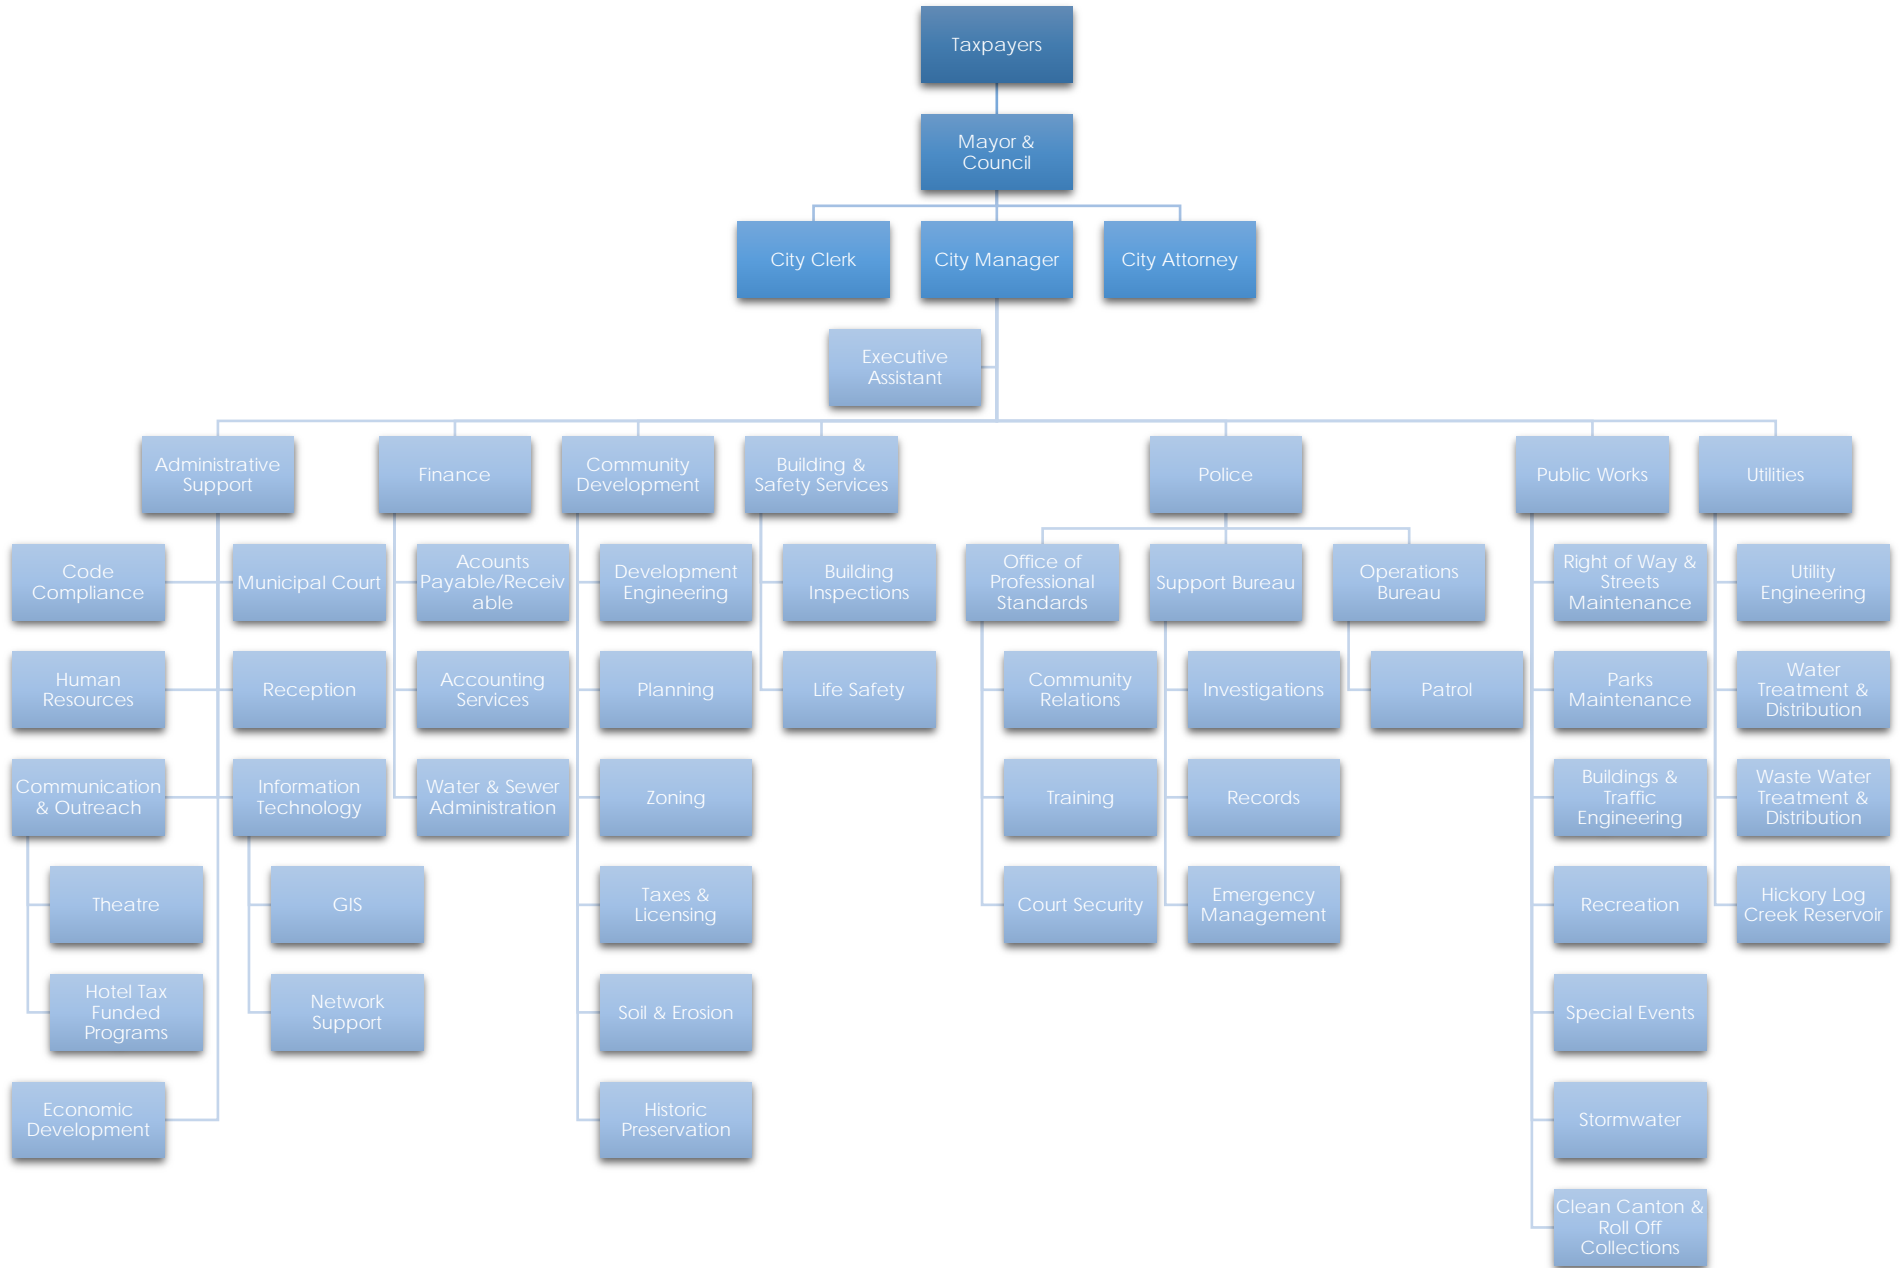 Taxpayers
Mayor &
Council
City Clerk
City Manager
City Attorney
Executive
Assistant
Administrative
Support
Finance
Community
Development
Building &
Safety Services
Police
Public Works
Utilities
Code
Compliance
Municipal Court
Human
Resources
Reception
Communication
& Outreach
Information
Technology
Theatre
Hotel Tax
Funded
Programs
GIS
Network
Support
Economic
Development
Acounts
Payable/Receiv
able
Accounting
Services
Water & Sewer
Administration
Development
Engineering
Planning
Zoning
Taxes &
Licensing
Soil & Erosion
Historic
Preservation
Building
Inspections
Life Safety
Office of
Professional
Standards
Community
Relations
Training
Court Security
Support Bureau
Investigations
Records
Emergency
Management
Operations
Bureau
Patrol
Right of Way &
Streets
Maintenance
Parks
Maintenance
Buildings &
Traffic
Engineering
Recreation
Special Events
Stormwater
Clean Canton &
Roll Off
Collections
Utility
Engineering
Water
Treatment &
Distribution
Waste Water
Treatment &
Distribution
Hickory Log
Creek Reservoir